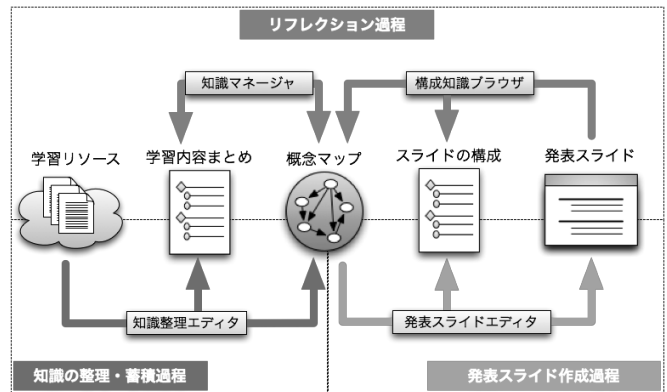 リフレクション過程
知識マネージャ
構成知識ブラウザ
学習リソース
学習内容まとめ
概念マップ
スライドの構成
発表スライド
知識整理エディタ
発表スライドエディタ
知識の整理・蓄積過程
発表スライド作成過程